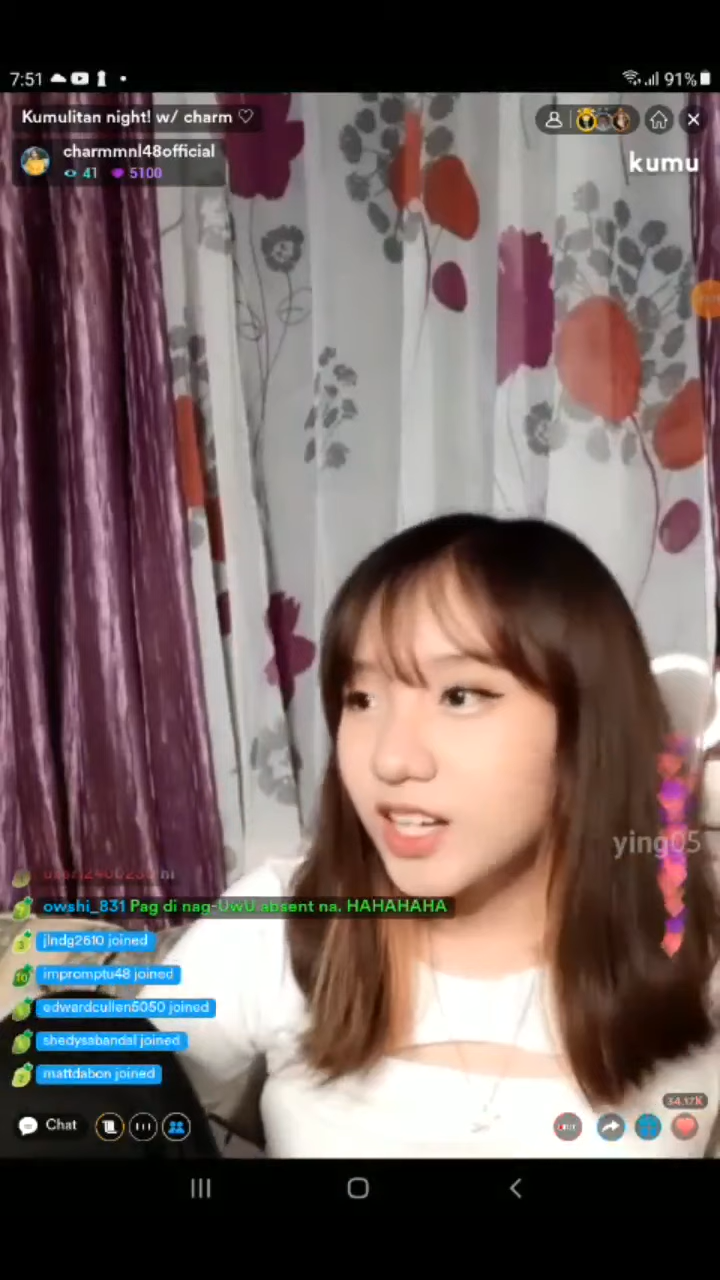 7:51
91%
Kumulitan night! w/ charm ♡
charmmnl48official
41 5100
kumu
ying05
hi
owshi_831 Pag di nag-UwU absent na. HAHAHAHA
jlndg2610 joined
impromptu48 joined
edwardcullen5050 joined
shedysabandal joined
mattdabon joined
34.17K
Chat